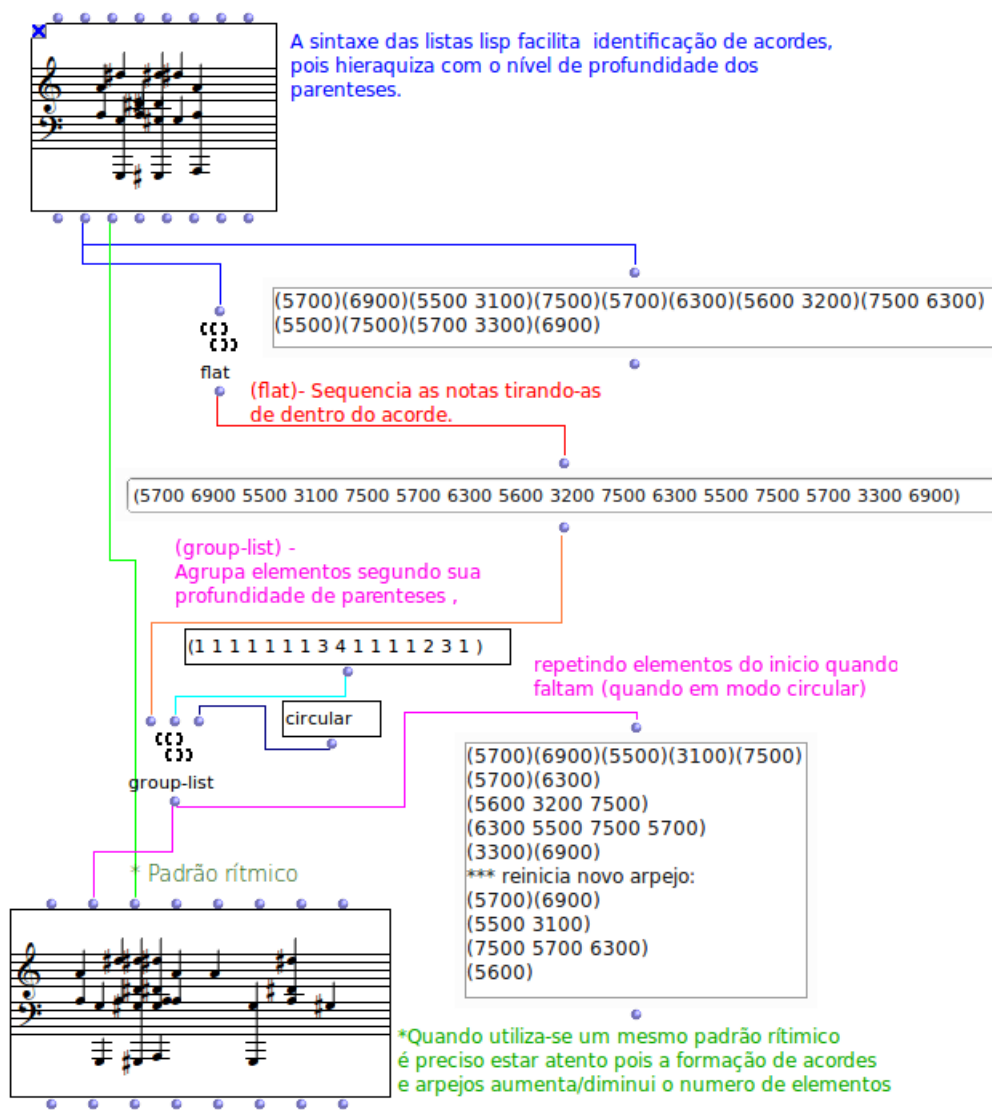 A sintaxe das listas lisp facilita  identificação de acordes,
pois hieraquiza com o nível de profundidade dos
parenteses.
(5700)(6900)(5500 3100)(7500)(5700)(6300)(5600 3200)(7500 6300)
(5500)(7500)(5700 3300)(6900)
flat
(flat)- Sequencia as notas tirando-as
de dentro do acorde.
(5700 6900 5500 3100 7500 5700 6300 5600 3200 7500 6300 5500 7500 5700 3300 6900)
(group-list) -
Agrupa elementos segundo sua
profundidade de parenteses ,
(1 1 1 1 1 1 1 3 4 1 1 1 1 2 3 1 )
repetindo elementos do inicio quando
faltam (quando em modo circular)
circular
group-list
(5700)(6900)(5500)(3100)(7500)
(5700)(6300)
(5600 3200 7500)
(6300 5500 7500 5700)
(3300)(6900)
*** reinicia novo arpejo:
(5700)(6900)
(5500 3100)
(7500 5700 6300)
(5600)
* Padrão rítmico
*Quando utiliza-se um mesmo padrão rítimico
é preciso estar atento pois a formação de acordes
e arpejos aumenta/diminui o numero de elementos